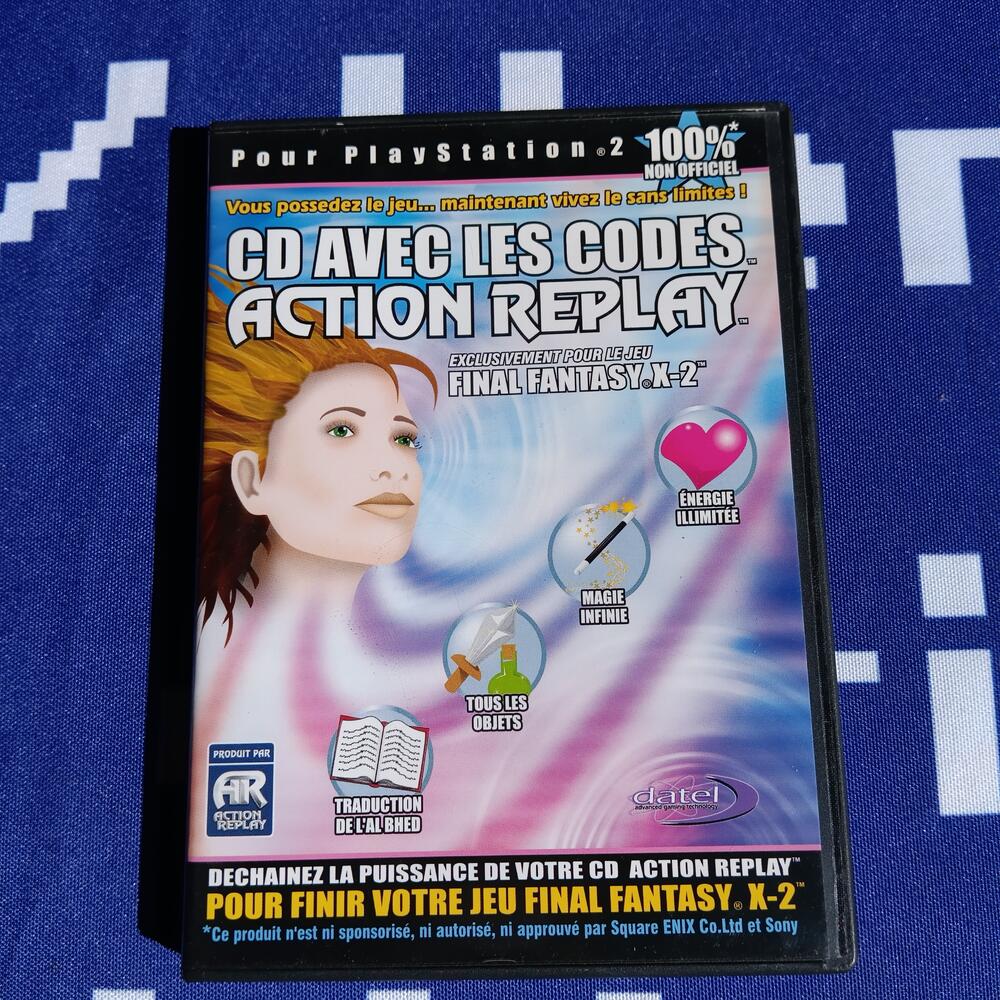 Pour PlayStation®2
100%*
NON OFFICIEL
Vous possedez le jeu... maintenant vivez le sans limites !
CD AVEC LES CODES™
ACTION REPLAY™
EXCLUSIVEMENT POUR LE JEU
FINAL FANTASY® X-2™
ÉNERGIE
ILLIMITÉE
MAGIE
INFINIE
TOUS LES
OBJETS
TRADUCTION
DE L'AL BHED
PRODUIT PAR
AR
ACTION
REPLAY
datel
advanced gaming technology
DECHAINEZ LA PUISSANCE DE VOTRE CD ACTION REPLAY™
POUR FINIR VOTRE JEU FINAL FANTASY® X-2™
*Ce produit n'est ni sponsorisé, ni autorisé, ni approuvé par Square ENIX Co.Ltd et Sony